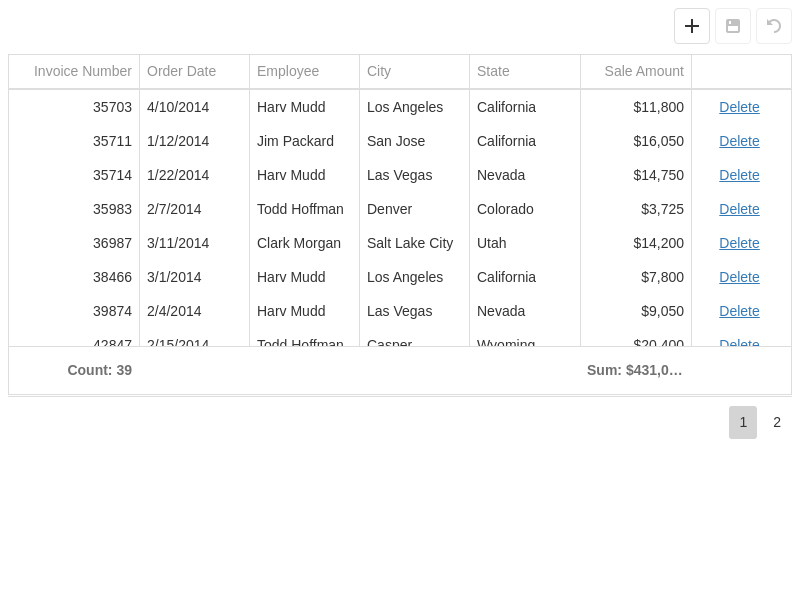 Invoice Number Order Date Employee City State Sale Amount
35703 4/10/2014 Harv Mudd Los Angeles California $11,800 Delete
35711 1/12/2014 Jim Packard San Jose California $16,050 Delete
35714 1/22/2014 Harv Mudd Las Vegas Nevada $14,750 Delete
35983 2/7/2014 Todd Hoffman Denver Colorado $3,725 Delete
36987 3/11/2014 Clark Morgan Salt Lake City Utah $14,200 Delete
38466 3/1/2014 Harv Mudd Los Angeles California $7,800 Delete
39874 2/4/2014 Harv Mudd Las Vegas Nevada $9,050 Delete
42847 2/15/2014 Todd Hoffman Casper Wyoming $20,400 Delete
Count: 39 Sum: $431,0…
1 2